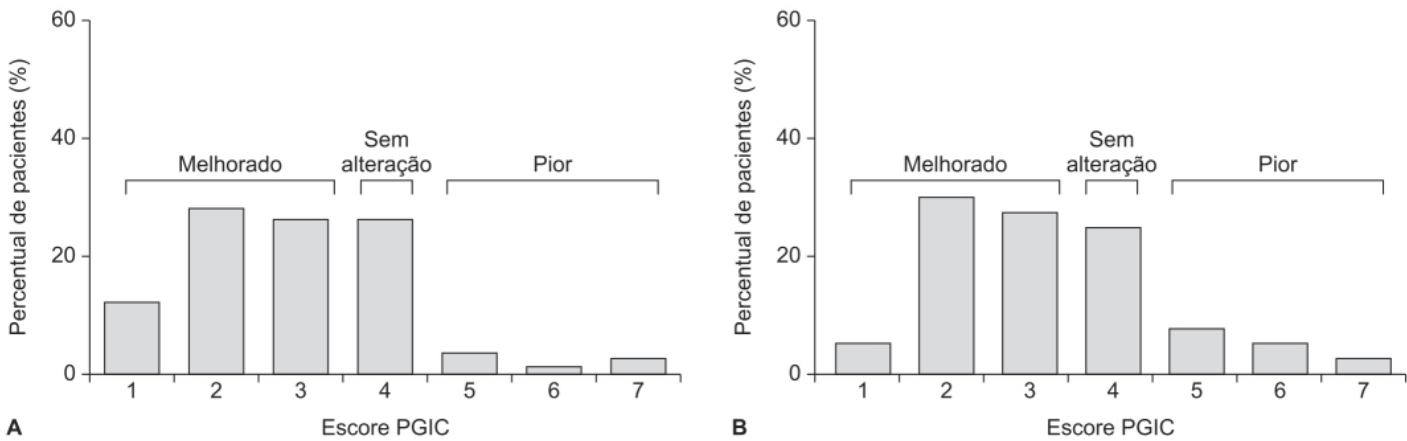 Percentual de pacientes (%)
60
40
20
0
Melhorado
Sem
alteração
Pior
1 2 3 4 5 6 7
A
Escore PGIC
Percentual de pacientes (%)
60
40
20
0
Melhorado
Sem
alteração
Pior
1 2 3 4 5 6 7
B
Escore PGIC